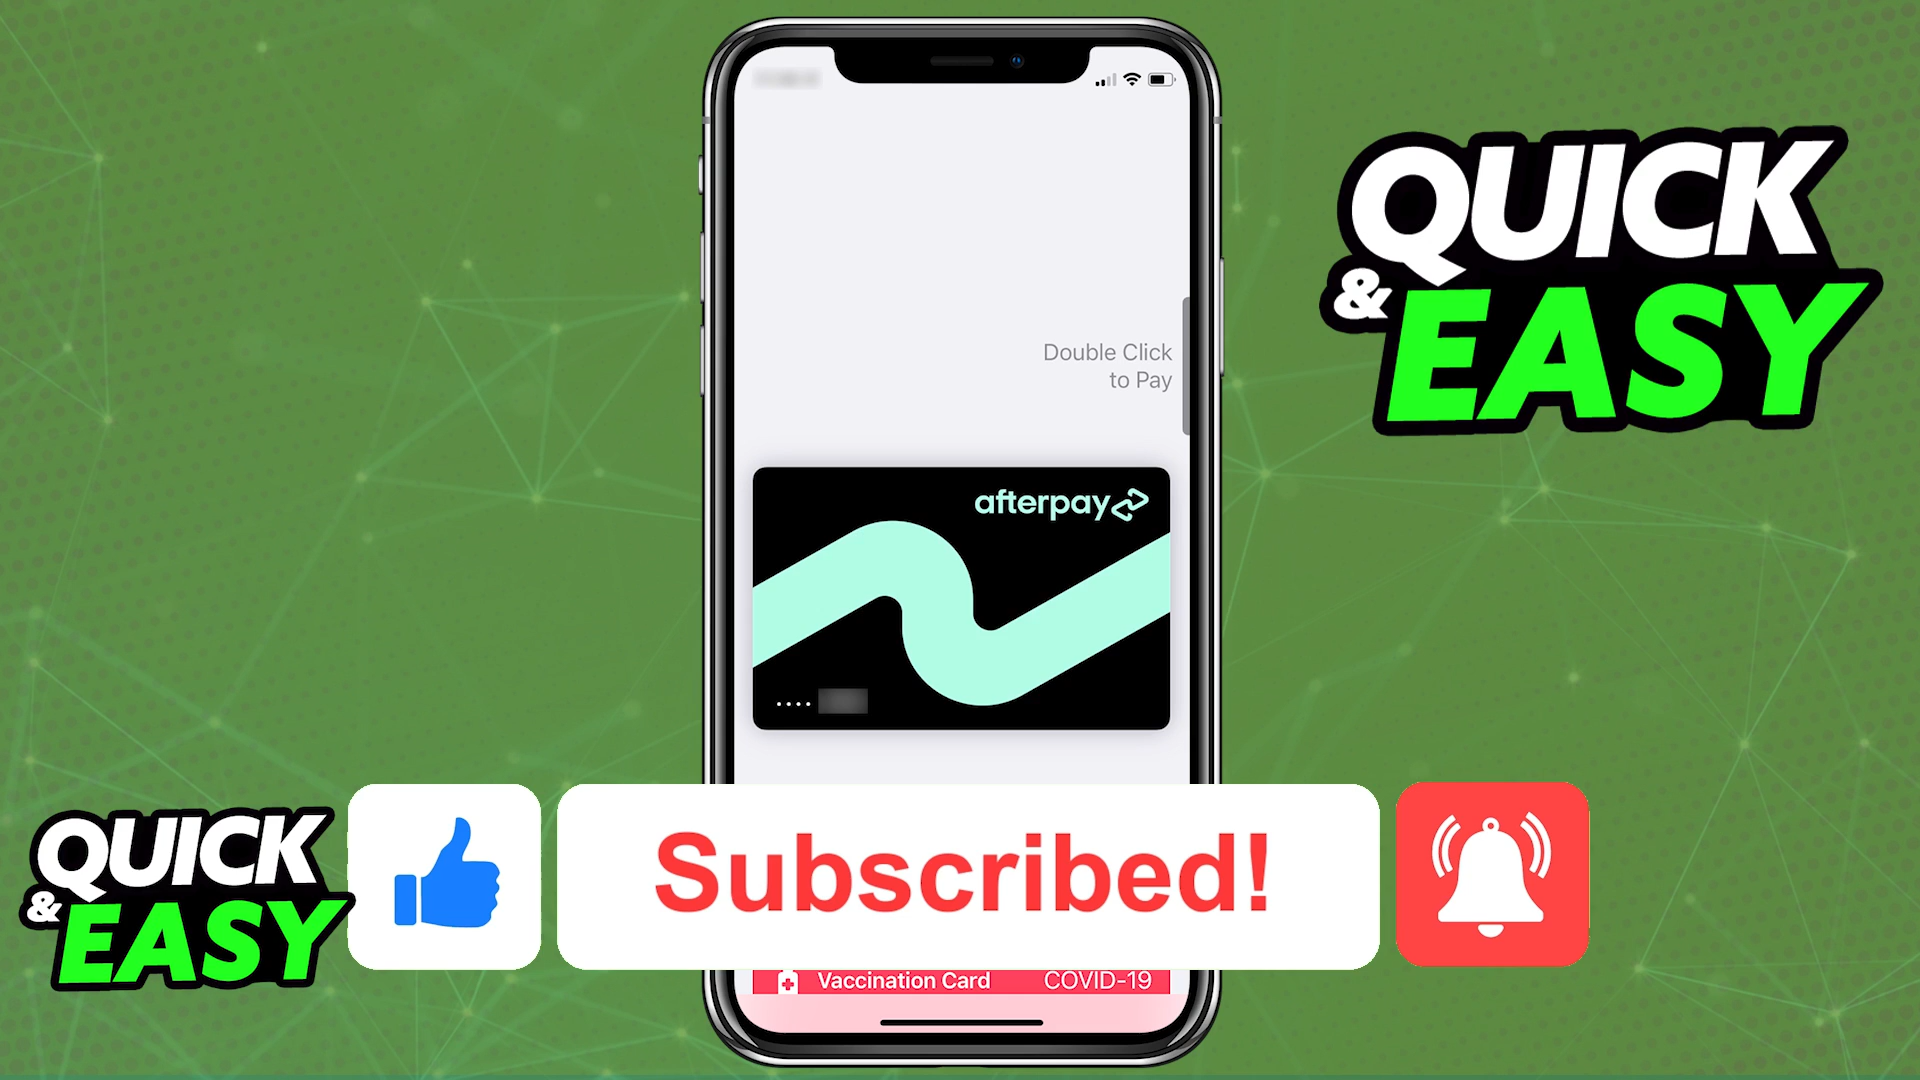 QUICK
& EASY
Double Click
to Pay
afterpay
QUICK
& EASY
Subscribed!
Vaccination Card COVID-19